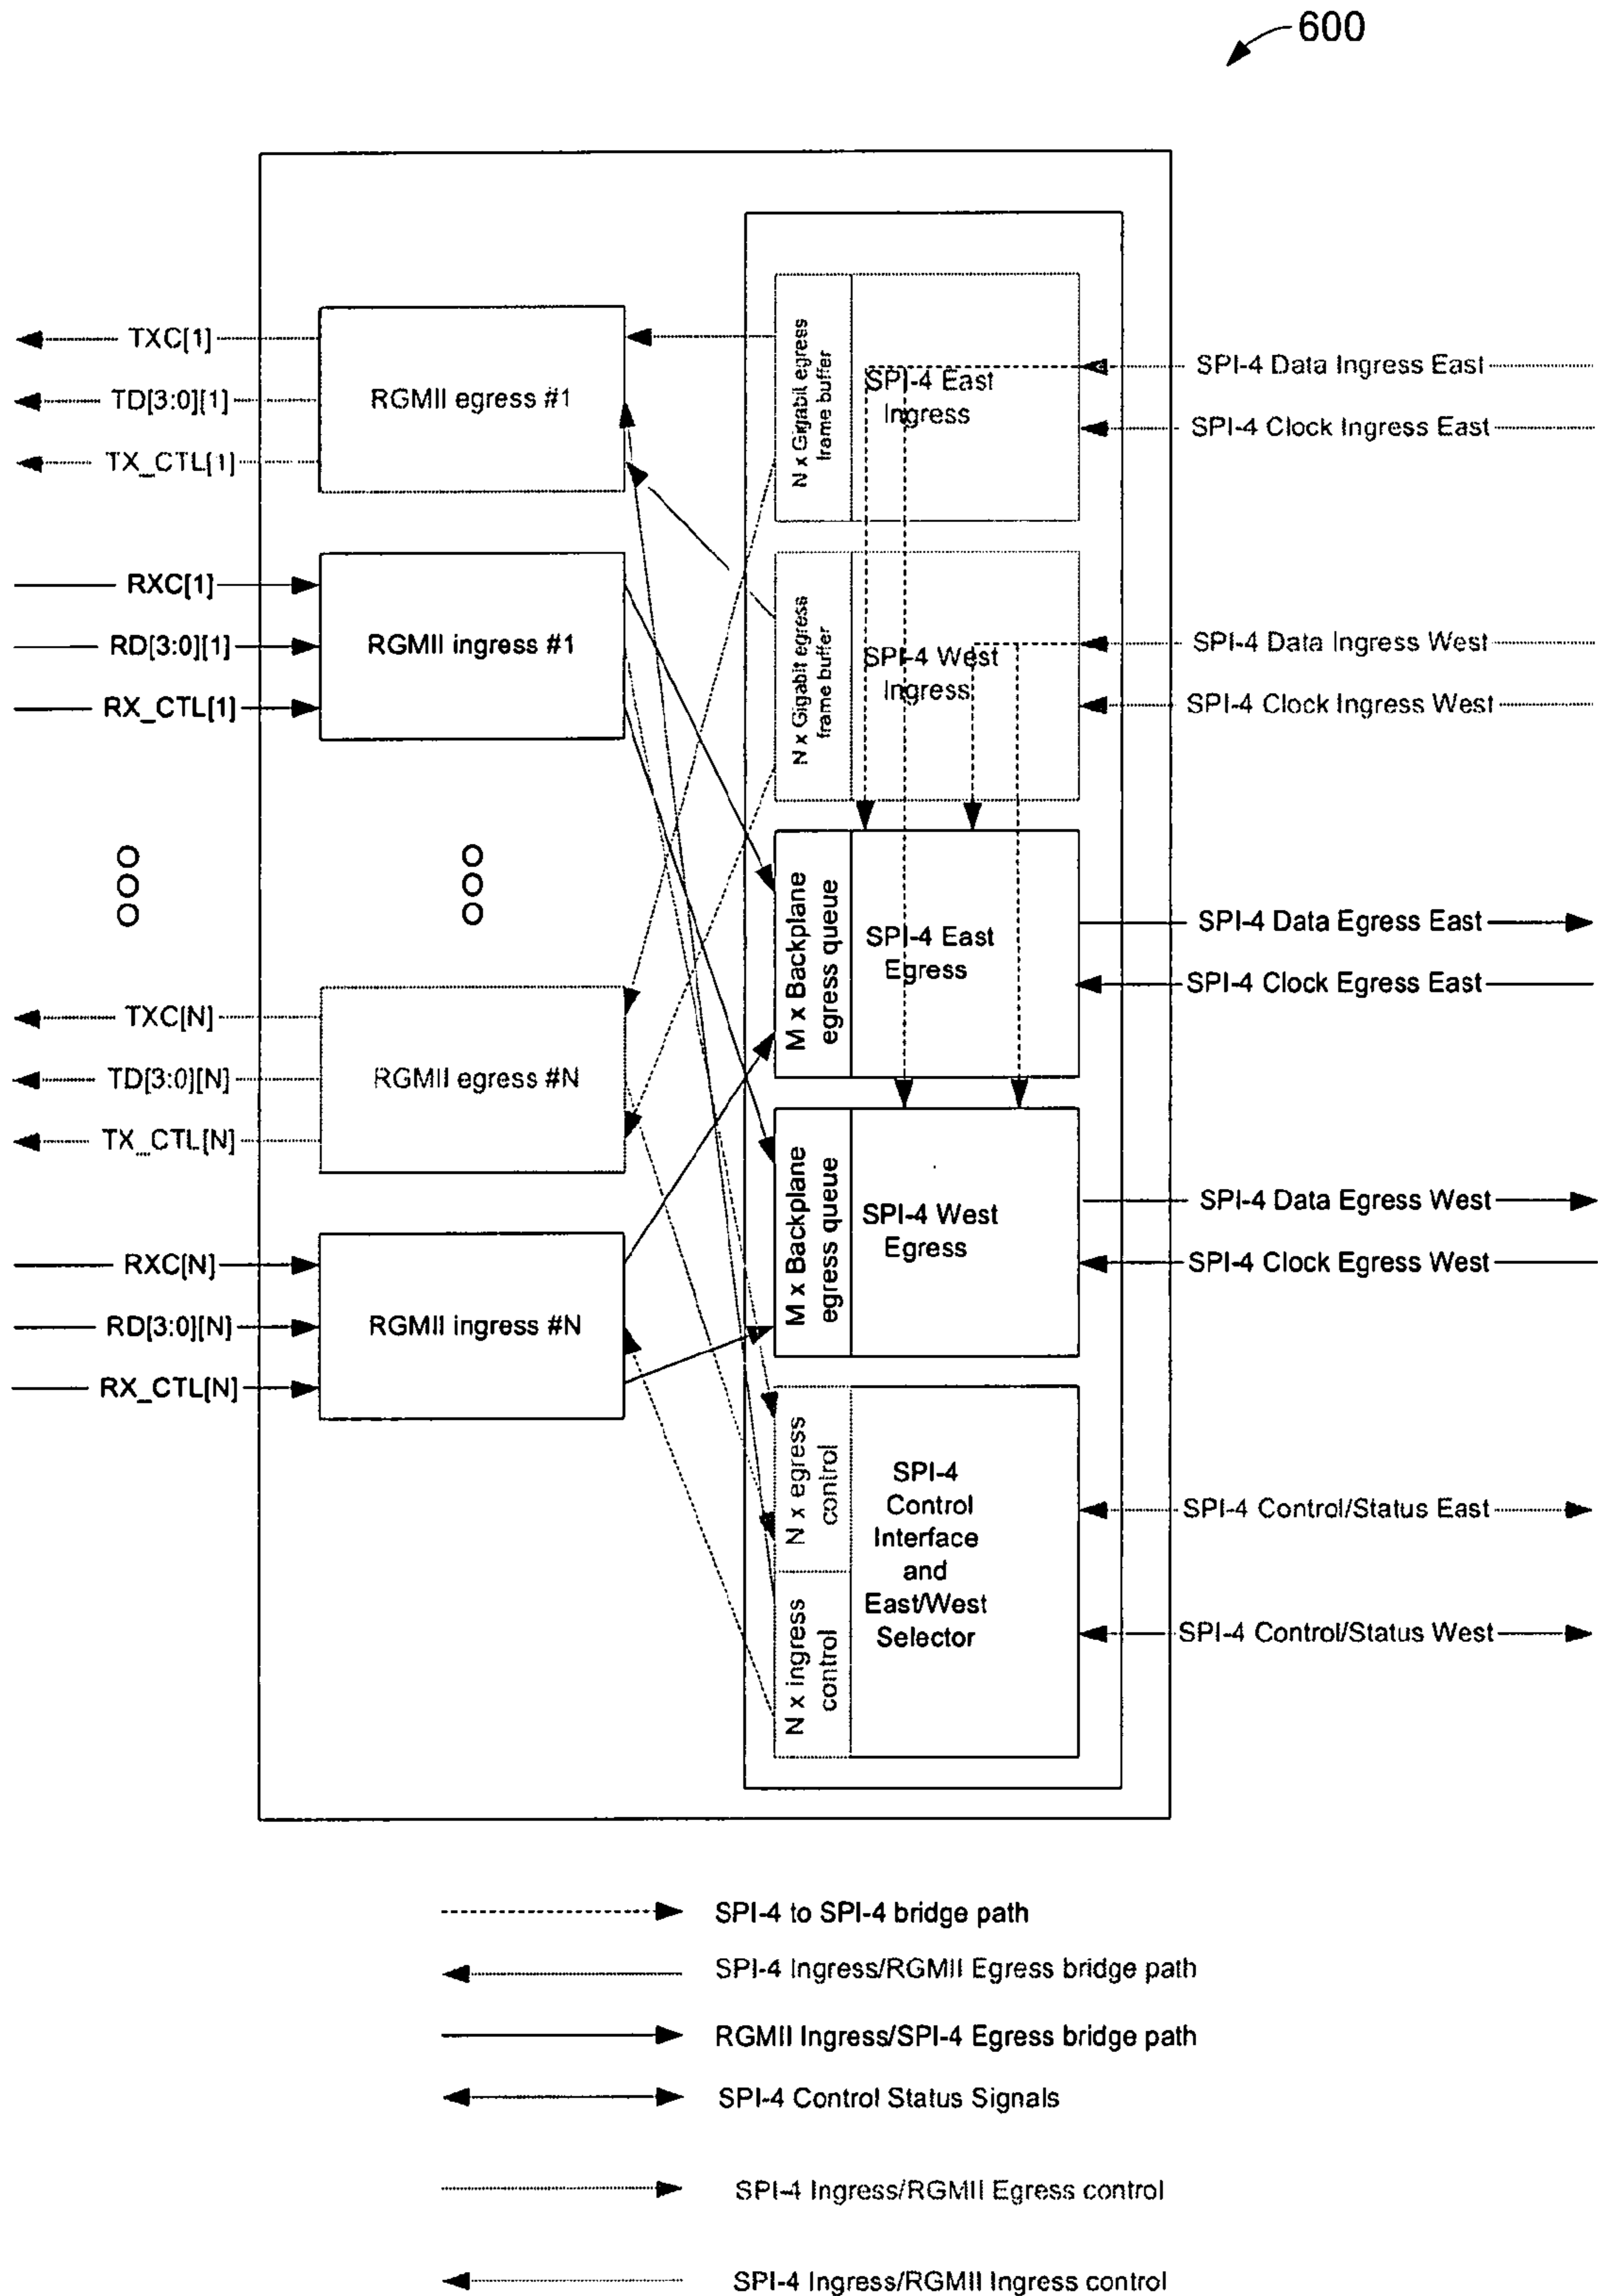 600
TXC[1]
TD[3:0][1]
TX_CTL[1]
RGMII egress #1
N x Gigabit egress
frame buffer
SPI-4 East
Ingress
SPI-4 Data Ingress East
SPI-4 Clock Ingress East
RXC[1]
RD[3:0][1]
RX_CTL[1]
RGMII ingress #1
N x Gigabit egress
frame buffer
SPI-4 West
Ingress
SPI-4 Data Ingress West
SPI-4 Clock Ingress West
M x Backplane
egress queue
SPI-4 East
Egress
SPI-4 Data Egress East
SPI-4 Clock Egress East
TXC[N]
TD[3:0][N]
TX_CTL[N]
RGMII egress #N
M x Backplane
egress queue
SPI-4 West
Egress
SPI-4 Data Egress West
SPI-4 Clock Egress West
RXC[N]
RD[3:0][N]
RX_CTL[N]
RGMII ingress #N
N x egress
control
N x ingress
control
SPI-4
Control
Interface
and
East/West
Selector
SPI-4 Control/Status East
SPI-4 Control/Status West
SPI-4 to SPI-4 bridge path
SPI-4 Ingress/RGMII Egress bridge path
RGMII Ingress/SPI-4 Egress bridge path
SPI-4 Control Status Signals
SPI-4 Ingress/RGMII Egress control
SPI-4 Ingress/RGMII Ingress control